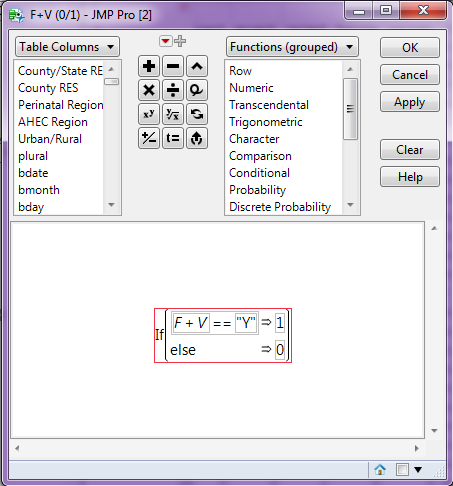 F+V (0/1) - JMP Pro [2]
Table Columns
Functions (grouped)
OK
Cancel
Apply
Clear
Help
County/State RE
County RES
Perinatal Region
AHEC Region
Urban/Rural
plural
bdate
bmonth
bday
xʸ
ʸ√x
+/−
t=
Row
Numeric
Transcendental
Trigonometric
Character
Comparison
Conditional
Probability
Discrete Probability
If
F + V == "Y" ⇒ 1
else ⇒ 0